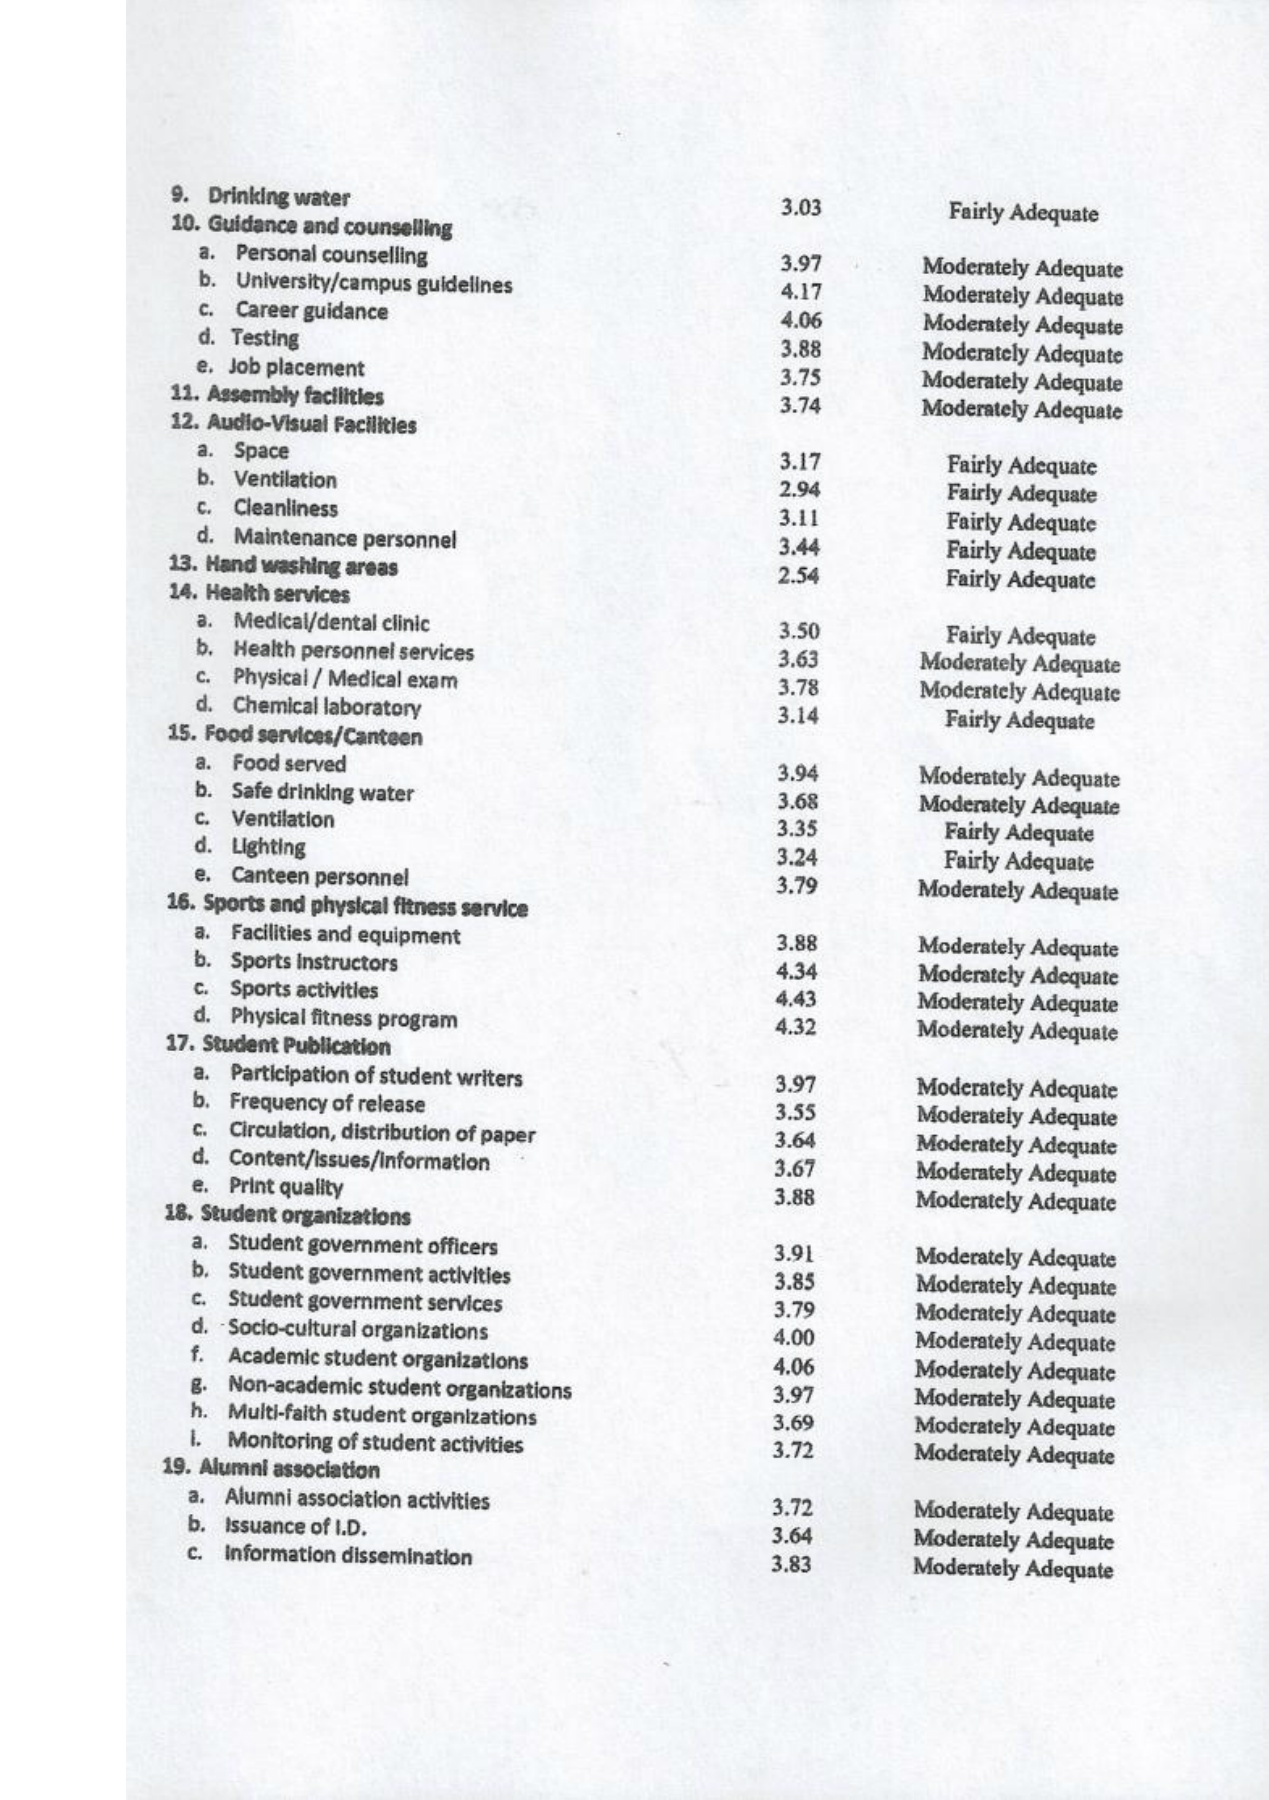 9. Drinking water 3.03 Fairly Adequate
10. Guidance and counselling
a. Personal counselling 3.97 Moderately Adequate
b. University/campus guidelines 4.17 Moderately Adequate
c. Career guidance 4.06 Moderately Adequate
d. Testing 3.88 Moderately Adequate
e. Job placement 3.75 Moderately Adequate
11. Assembly facilities 3.74 Moderately Adequate
12. Audio-Visual Facilities
a. Space 3.17 Fairly Adequate
b. Ventilation 2.94 Fairly Adequate
c. Cleanliness 3.11 Fairly Adequate
d. Maintenance personnel 3.44 Fairly Adequate
13. Hand washing areas 2.54 Fairly Adequate
14. Health services
a. Medical/dental clinic 3.50 Fairly Adequate
b. Health personnel services 3.63 Moderately Adequate
c. Physical / Medical exam 3.78 Moderately Adequate
d. Chemical laboratory 3.14 Fairly Adequate
15. Food services/Canteen
a. Food served 3.94 Moderately Adequate
b. Safe drinking water 3.68 Moderately Adequate
c. Ventilation 3.35 Fairly Adequate
d. Lighting 3.24 Fairly Adequate
e. Canteen personnel 3.79 Moderately Adequate
16. Sports and physical fitness service
a. Facilities and equipment 3.88 Moderately Adequate
b. Sports Instructors 4.34 Moderately Adequate
c. Sports activities 4.43 Moderately Adequate
d. Physical fitness program 4.32 Moderately Adequate
17. Student Publication
a. Participation of student writers 3.97 Moderately Adequate
b. Frequency of release 3.55 Moderately Adequate
c. Circulation, distribution of paper 3.64 Moderately Adequate
d. Content/issues/information 3.67 Moderately Adequate
e. Print quality 3.88 Moderately Adequate
18. Student organizations
a. Student government officers 3.91 Moderately Adequate
b. Student government activities 3.85 Moderately Adequate
c. Student government services 3.79 Moderately Adequate
d. Socio-cultural organizations 4.00 Moderately Adequate
f. Academic student organizations 4.06 Moderately Adequate
g. Non-academic student organizations 3.97 Moderately Adequate
h. Multi-faith student organizations 3.69 Moderately Adequate
i. Monitoring of student activities 3.72 Moderately Adequate
19. Alumni association
a. Alumni association activities 3.72 Moderately Adequate
b. Issuance of I.D. 3.64 Moderately Adequate
c. Information dissemination 3.83 Moderately Adequate